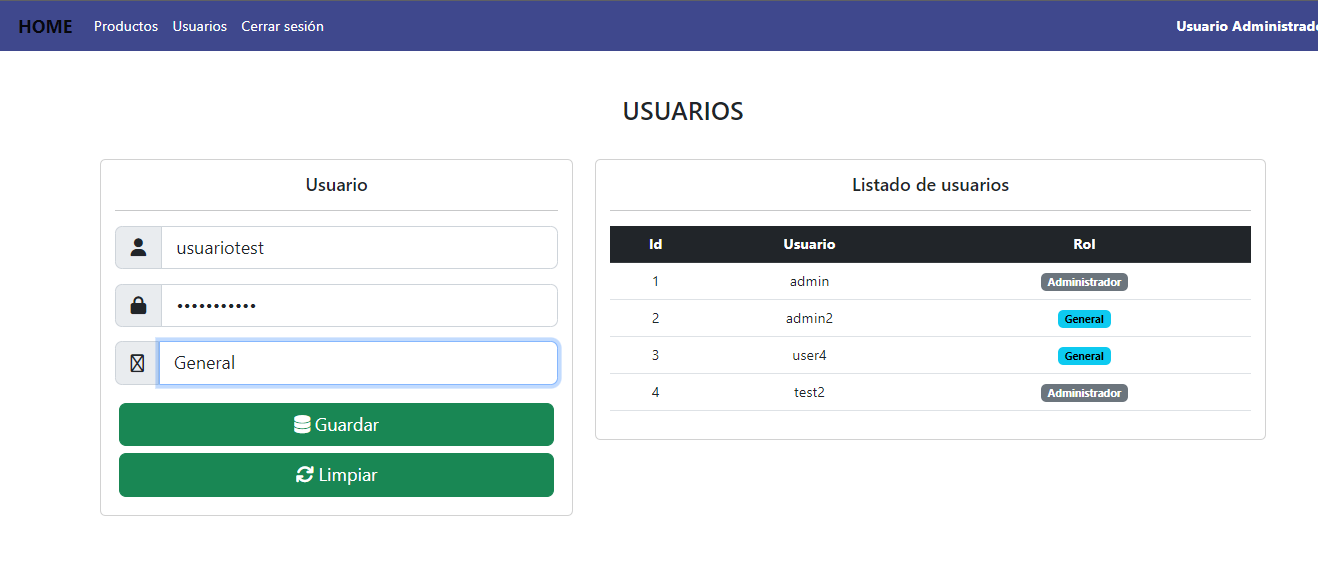 HOME Productos Usuarios Cerrar sesión Usuario Administrado
USUARIOS
Usuario
usuariotest
•••••••••••
General
Guardar
Limpiar
Listado de usuarios
Id Usuario Rol
1 admin Administrador
2 admin2 General
3 user4 General
4 test2 Administrador